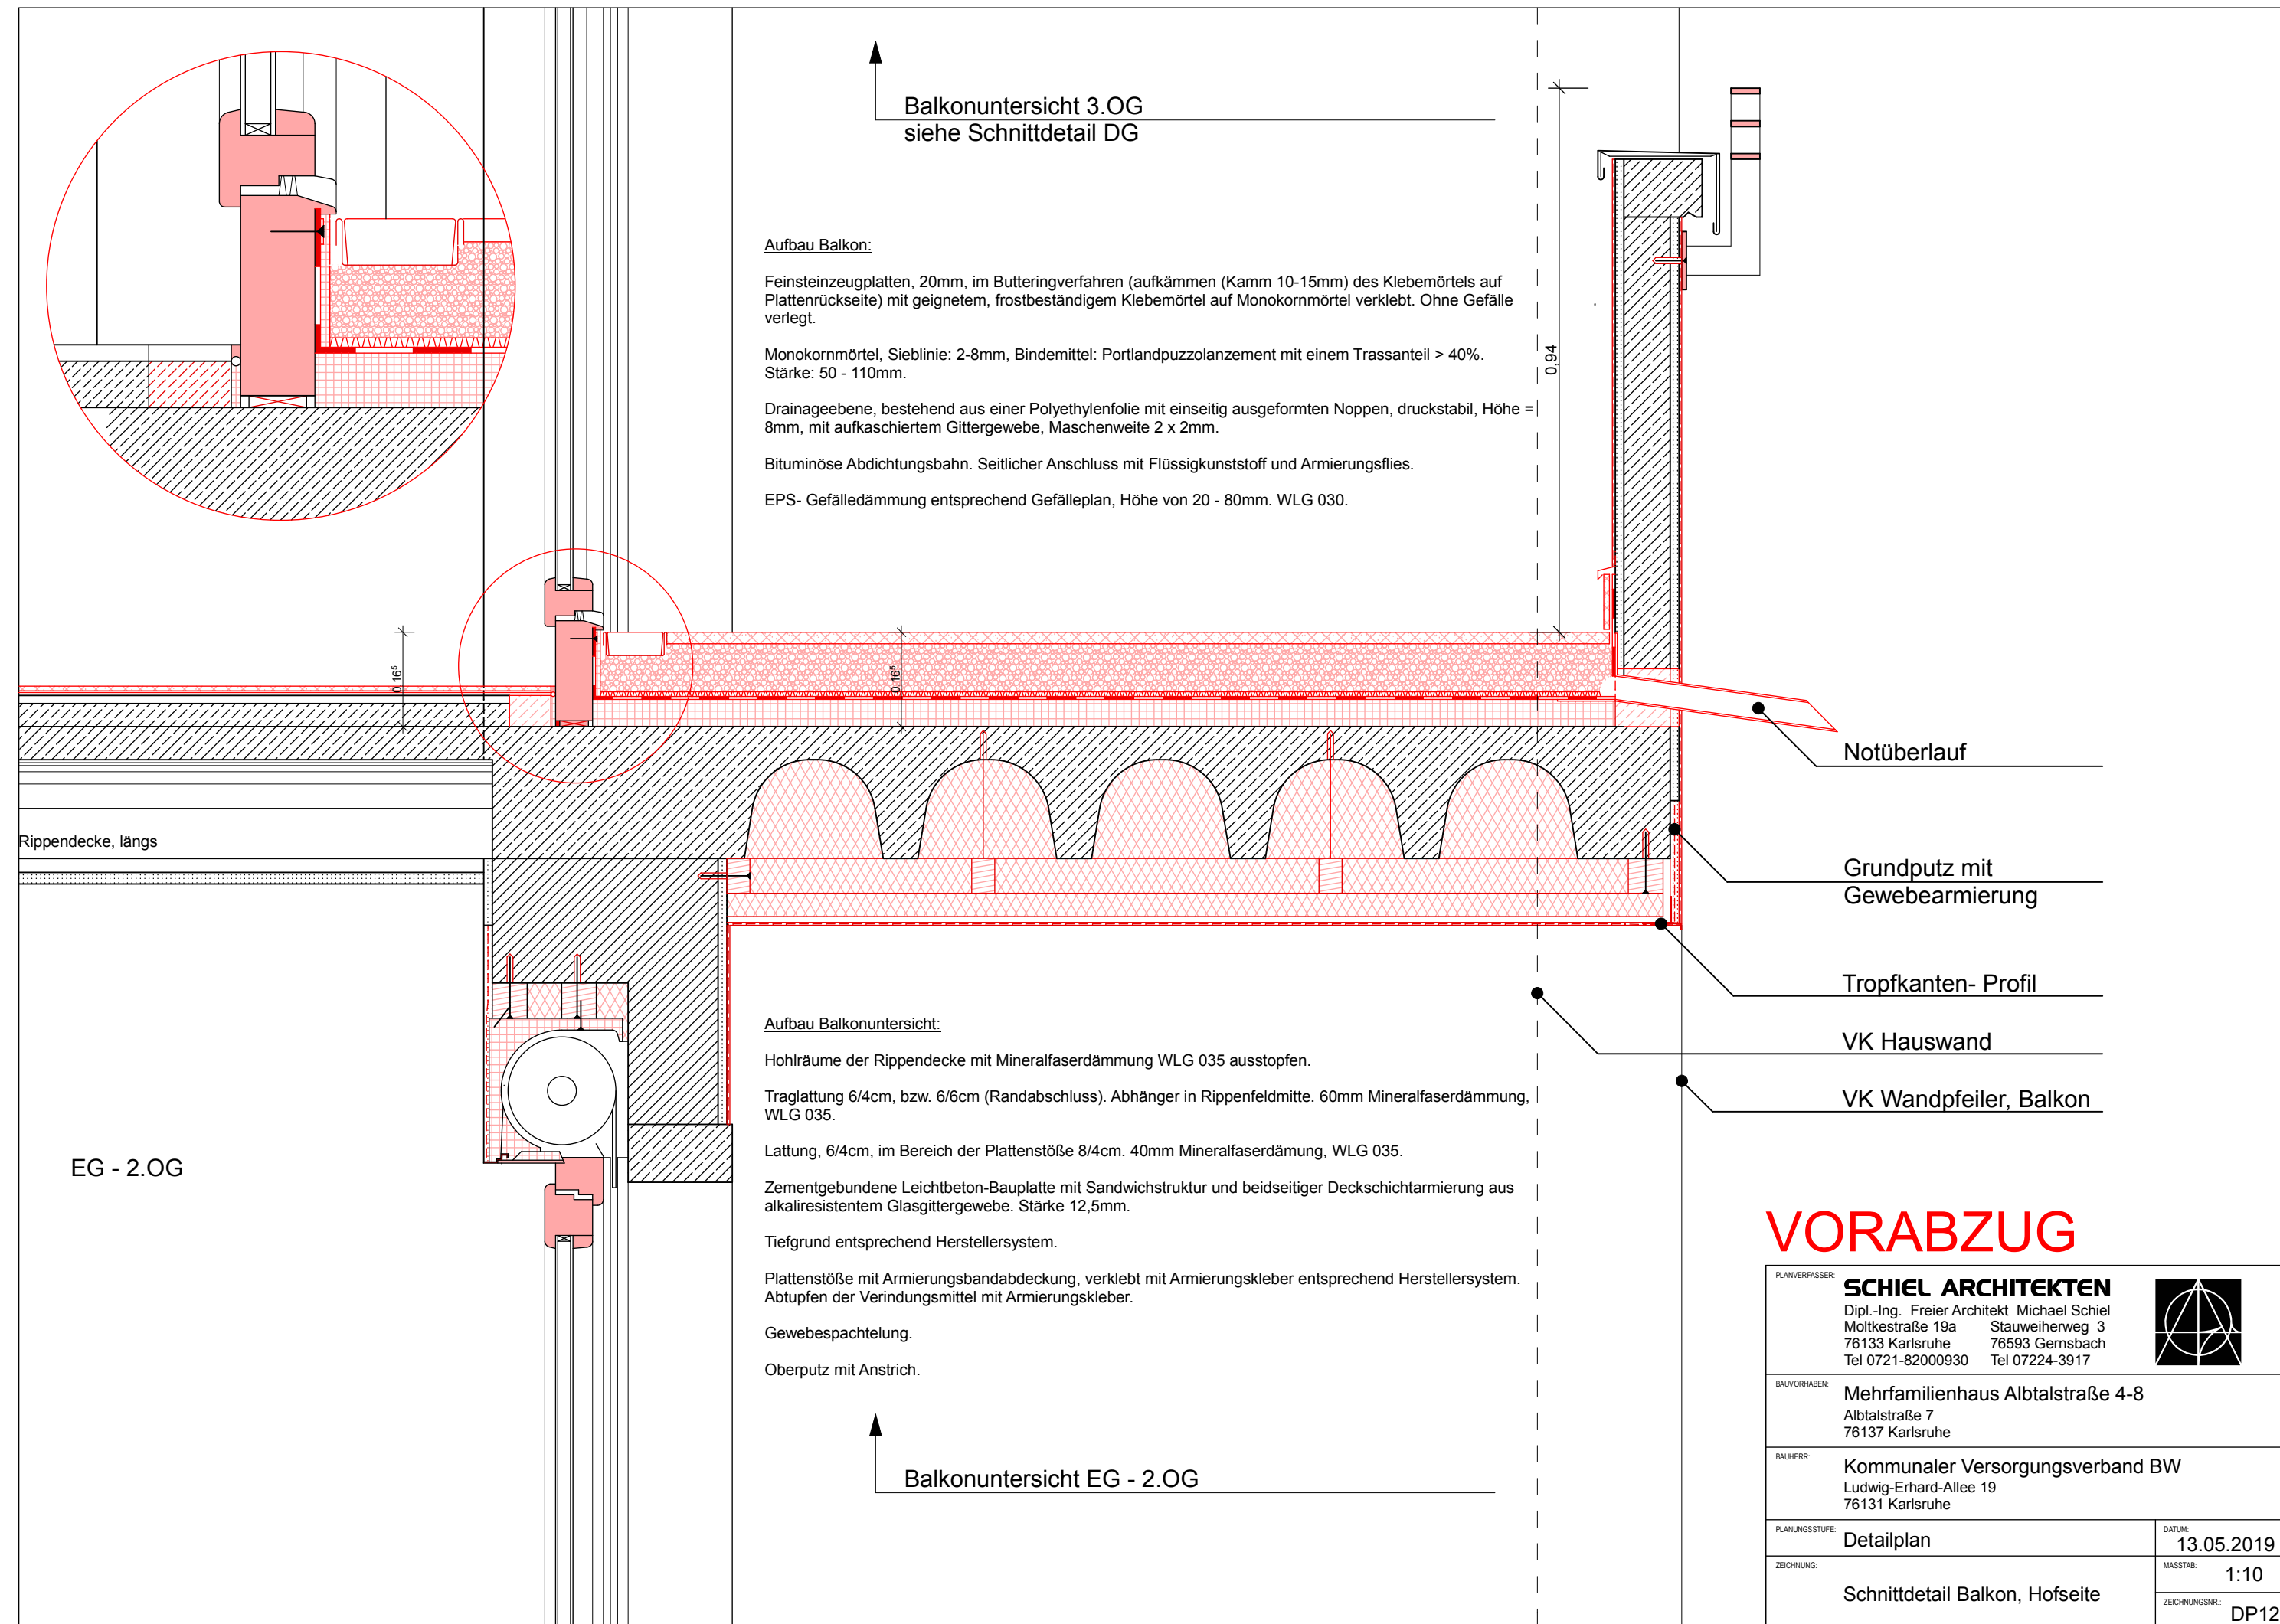 Balkonuntersicht 3.OG
siehe Schnittdetail DG
Aufbau Balkon:
Feinsteinzeugplatten, 20mm, im Butteringverfahren (aufkämmen (Kamm 10-15mm) des Klebemörtels auf
Plattenrückseite) mit geignetem, frostbeständigem Klebemörtel auf Monokornmörtel verklebt. Ohne Gefälle
verlegt.
Monokornmörtel, Sieblinie: 2-8mm, Bindemittel: Portlandpuzzolanzement mit einem Trassanteil > 40%.
Stärke: 50 - 110mm.
Drainageebene, bestehend aus einer Polyethylenfolie mit einseitig ausgeformten Noppen, druckstabil, Höhe =
8mm, mit aufkaschiertem Gittergewebe, Maschenweite 2 x 2mm.
Bituminöse Abdichtungsbahn. Seitlicher Anschluss mit Flüssigkunststoff und Armierungsflies.
EPS- Gefälledämmung entsprechend Gefälleplan, Höhe von 20 - 80mm. WLG 030.
0,94
0,16⁵
0,16⁵
Notüberlauf
Rippendecke, längs
Grundputz mit
Gewebearmierung
Tropfkanten- Profil
VK Hauswand
VK Wandpfeiler, Balkon
EG - 2.OG
Aufbau Balkonuntersicht:
Hohlräume der Rippendecke mit Mineralfaserdämmung WLG 035 ausstopfen.
Traglattung 6/4cm, bzw. 6/6cm (Randabschluss). Abhänger in Rippenfeldmitte. 60mm Mineralfaserdämmung,
WLG 035.
Lattung, 6/4cm, im Bereich der Plattenstöße 8/4cm. 40mm Mineralfaserdämung, WLG 035.
Zementgebundene Leichtbeton-Bauplatte mit Sandwichstruktur und beidseitiger Deckschichtarmierung aus
alkaliresistentem Glasgittergewebe. Stärke 12,5mm.
Tiefgrund entsprechend Herstellersystem.
Plattenstöße mit Armierungsbandabdeckung, verklebt mit Armierungskleber entsprechend Herstellersystem.
Abtupfen der Verindungsmittel mit Armierungskleber.
Gewebespachtelung.
Oberputz mit Anstrich.
Balkonuntersicht EG - 2.OG
VORABZUG
PLANVERFASSER:
SCHIEL ARCHITEKTEN
Dipl.-Ing. Freier Architekt Michael Schiel
Moltkestraße 19a Stauweiherweg 3
76133 Karlsruhe 76593 Gernsbach
Tel 0721-82000930 Tel 07224-3917
BAUVORHABEN:
Mehrfamilienhaus Albtalstraße 4-8
Albtalstraße 7
76137 Karlsruhe
BAUHERR:
Kommunaler Versorgungsverband BW
Ludwig-Erhard-Allee 19
76131 Karlsruhe
PLANUNGSSTUFE:
Detailplan
DATUM:
13.05.2019
ZEICHNUNG:
Schnittdetail Balkon, Hofseite
MASSTAB:
1:10
ZEICHNUNGSNR.:
DP12